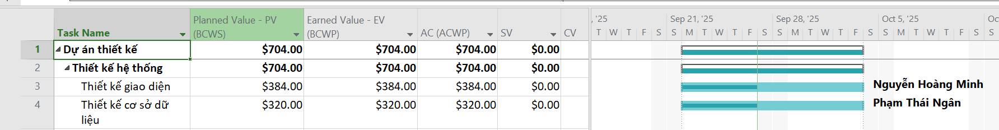 Task Name Planned Value - PV (BCWS) Earned Value - EV (BCWP) AC (ACWP) SV CV
, '25 Sep 21, '25 Sep 28, '25 Oct 5, '25 Oc
T W F S S M T W T F S S M T W T F S S M T W T F S S
1 Dự án thiết kế $704.00 $704.00 $704.00 $0.00
2 Thiết kế hệ thống $704.00 $704.00 $704.00 $0.00
3 Thiết kế giao diện $384.00 $384.00 $384.00 $0.00 Nguyễn Hoàng Minh
4 Thiết kế cơ sở dữ $320.00 $320.00 $320.00 $0.00 Phạm Thái Ngân
liệu